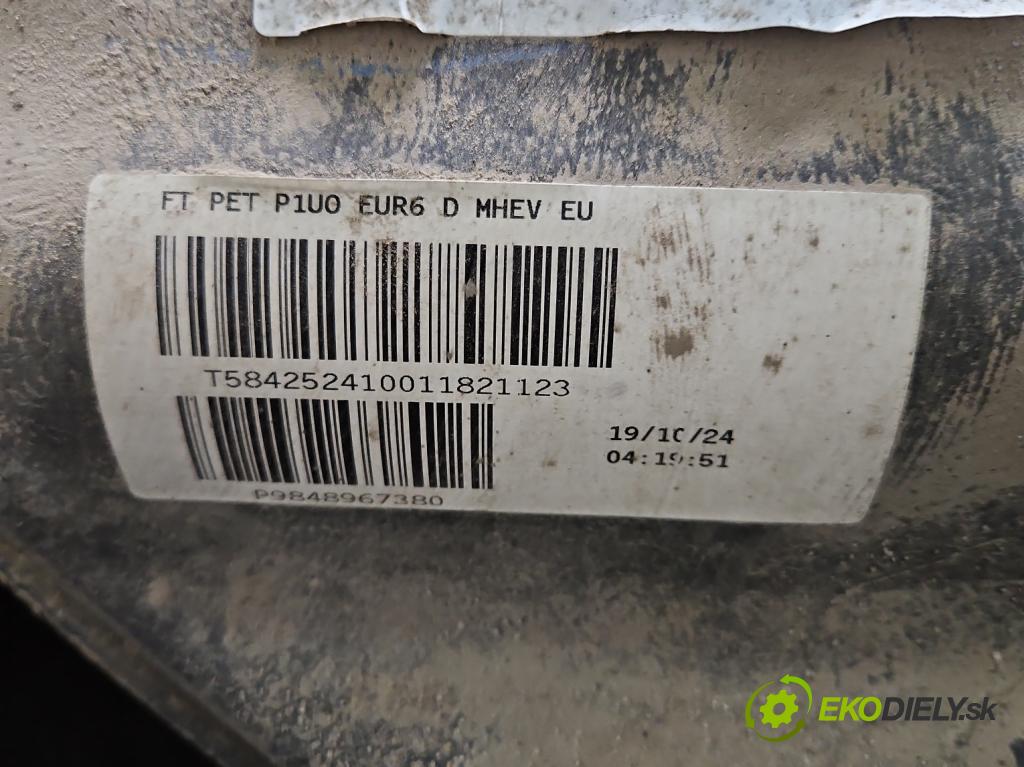 FT PET P1U0 EUR6 D MHEV EU
T584252410011821123
19/10/24
04:19:51
P9848967380
EKODIELY.sk